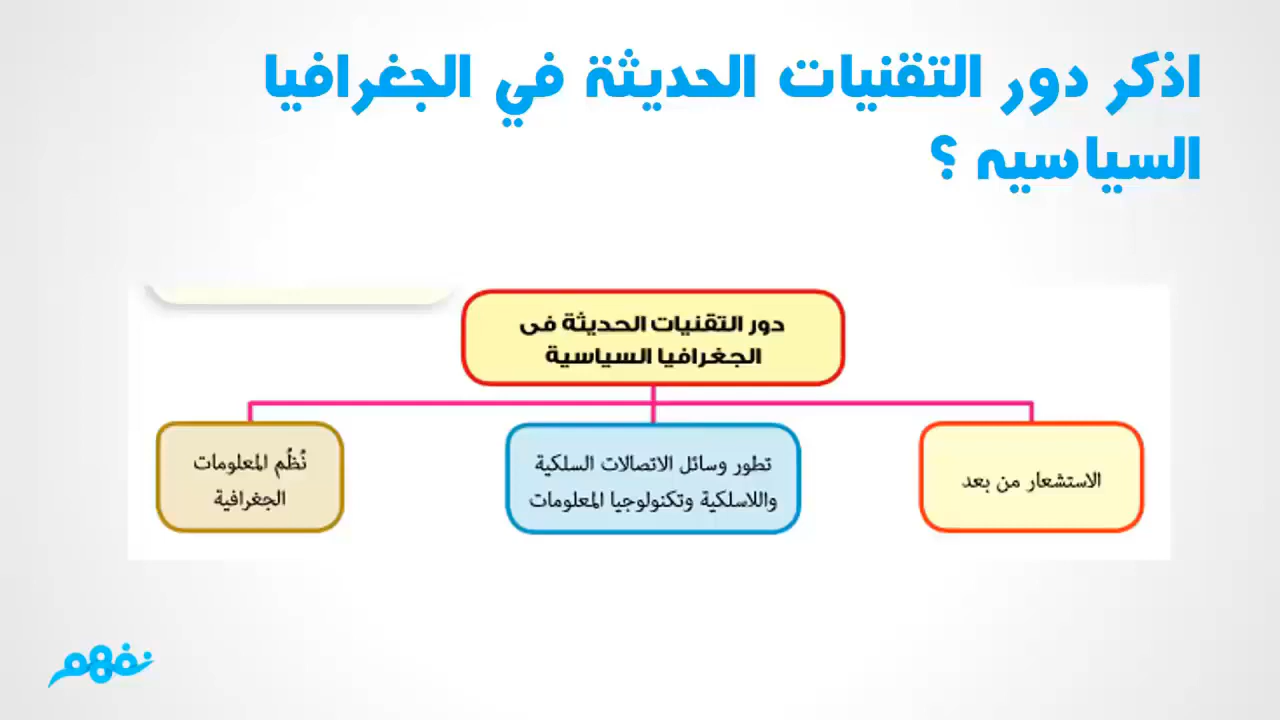 اذكر دور التقنيات الحديثة في الجغرافيا
السياسيه ؟
دور التقنيات الحديثة فى
الجغرافيا السياسية
الاستشعار من بعد
تطور وسائل الاتصالات السلكية
واللاسلكية وتكنولوجيا المعلومات
نُظُم المعلومات
الجغرافية
نفهم